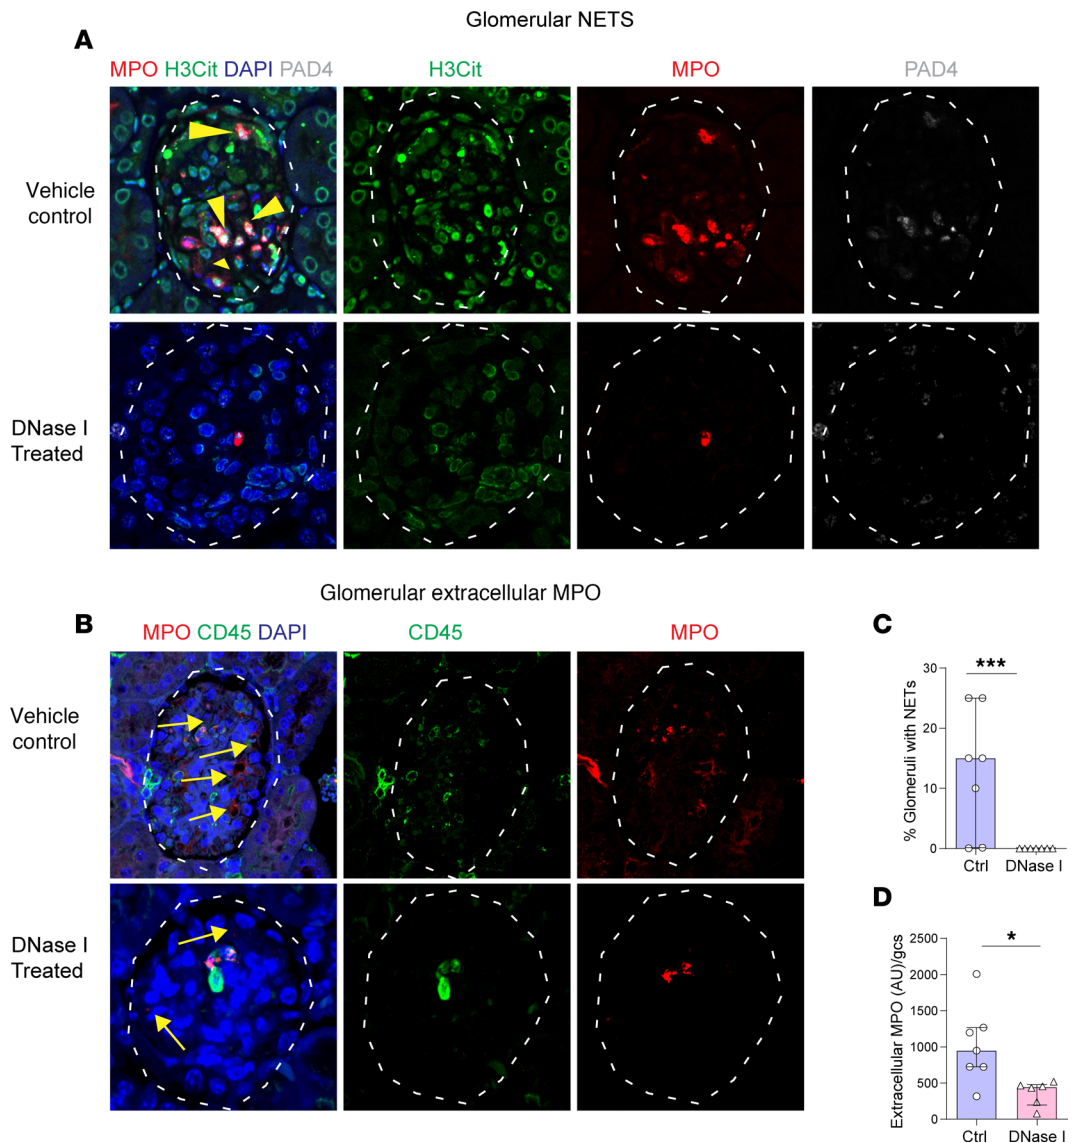 Glomerular NETS
A
MPO H3Cit DAPI PAD4
H3Cit
MPO
PAD4
Vehicle
control
DNase I
Treated
Glomerular extracellular MPO
B
MPO CD45 DAPI
CD45
MPO
Vehicle
control
DNase I
Treated
C
***
% Glomeruli with NETs
30
20
10
0
Ctrl
DNase I
D
*
Extracellular MPO (AU)/gcs
2500
2000
1500
1000
500
0
Ctrl
DNase I